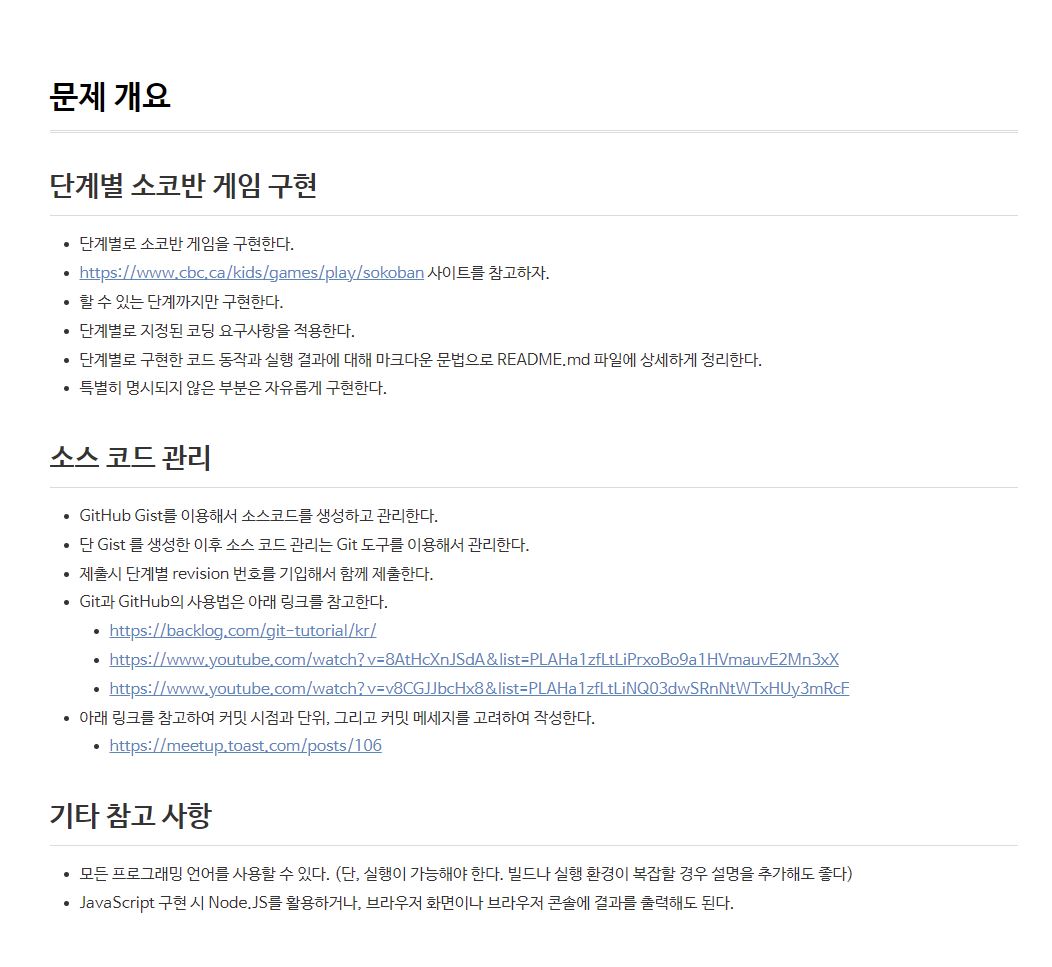 문제 개요
단계별 소코반 게임 구현
단계별로 소코반 게임을 구현한다.
https://www.cbc.ca/kids/games/play/sokoban 사이트를 참고하자.
할 수 있는 단계까지만 구현한다.
단계별로 지정된 코딩 요구사항을 적용한다.
단계별로 구현한 코드 동작과 실행 결과에 대해 마크다운 문법으로 README.md 파일에 상세하게 정리한다.
특별히 명시되지 않은 부분은 자유롭게 구현한다.
소스 코드 관리
GitHub Gist를 이용해서 소스코드를 생성하고 관리한다.
단 Gist 를 생성한 이후 소스 코드 관리는 Git 도구를 이용해서 관리한다.
제출시 단계별 revision 번호를 기입해서 함께 제출한다.
Git과 GitHub의 사용법은 아래 링크를 참고한다.
https://backlog.com/git-tutorial/kr/
https://www.youtube.com/watch?v=8AtHcXnJSdA&list=PLAHa1zfLtLiPrxoBo9a1HVmauvE2Mn3xX
https://www.youtube.com/watch?v=v8CGJJbcHx8&list=PLAHa1zfLtLiNQ03dwSRnNtWTxHUy3mRcF
아래 링크를 참고하여 커밋 시점과 단위, 그리고 커밋 메세지를 고려하여 작성한다.
https://meetup.toast.com/posts/106
기타 참고 사항
모든 프로그래밍 언어를 사용할 수 있다. (단, 실행이 가능해야 한다. 빌드나 실행 환경이 복잡할 경우 설명을 추가해도 좋다)
JavaScript 구현 시 Node.JS를 활용하거나, 브라우저 화면이나 브라우저 콘솔에 결과를 출력해도 된다.